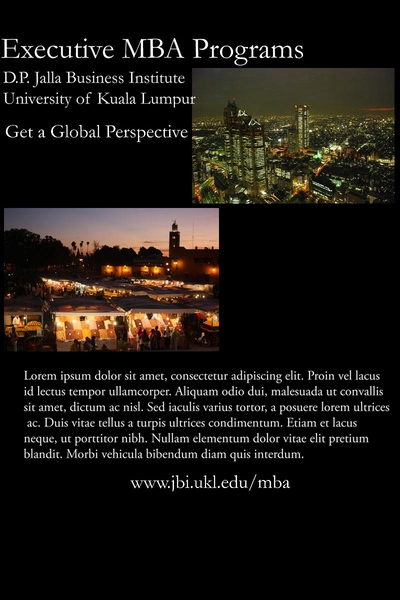 Executive MBA Programs
D.P. Jalla Business Institute
University of Kuala Lumpur
Get a Global Perspective
Lorem ipsum dolor sit amet, consectetur adipiscing elit. Proin vel lacus
id lectus tempor ullamcorper. Aliquam odio dui, malesuada ut convallis
sit amet, dictum ac nisl. Sed iaculis varius tortor, a posuere lorem ultrices
ac. Duis vitae tellus a turpis ultrices condimentum. Etiam et lacus
neque, ut porttitor nibh. Nullam elementum dolor vitae elit pretium
blandit. Morbi vehicula bibendum diam quis interdum.
www.jbi.ukl.edu/mba